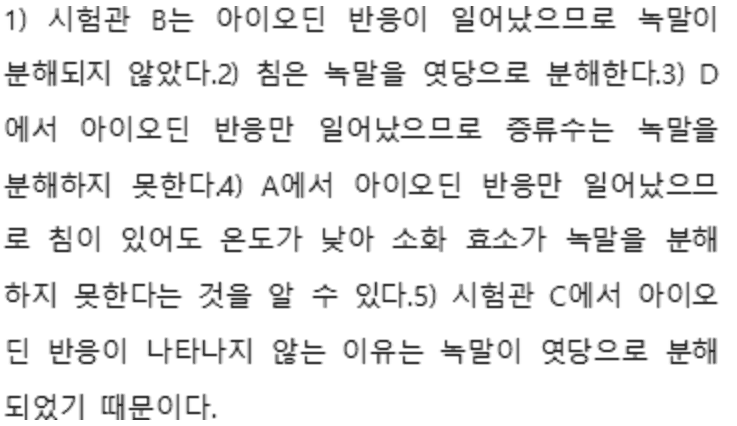 1) 시험관 B는 아이오딘 반응이 일어났으므로 녹말이
분해되지 않았다.2) 침은 녹말을 엿당으로 분해한다.3) D
에서 아이오딘 반응만 일어났으므로 증류수는 녹말을
분해하지 못한다.4) A에서 아이오딘 반응만 일어났으므
로 침이 있어도 온도가 낮아 소화 효소가 녹말을 분해
하지 못한다는 것을 알 수 있다.5) 시험관 C에서 아이오
딘 반응이 나타나지 않는 이유는 녹말이 엿당으로 분해
되었기 때문이다.